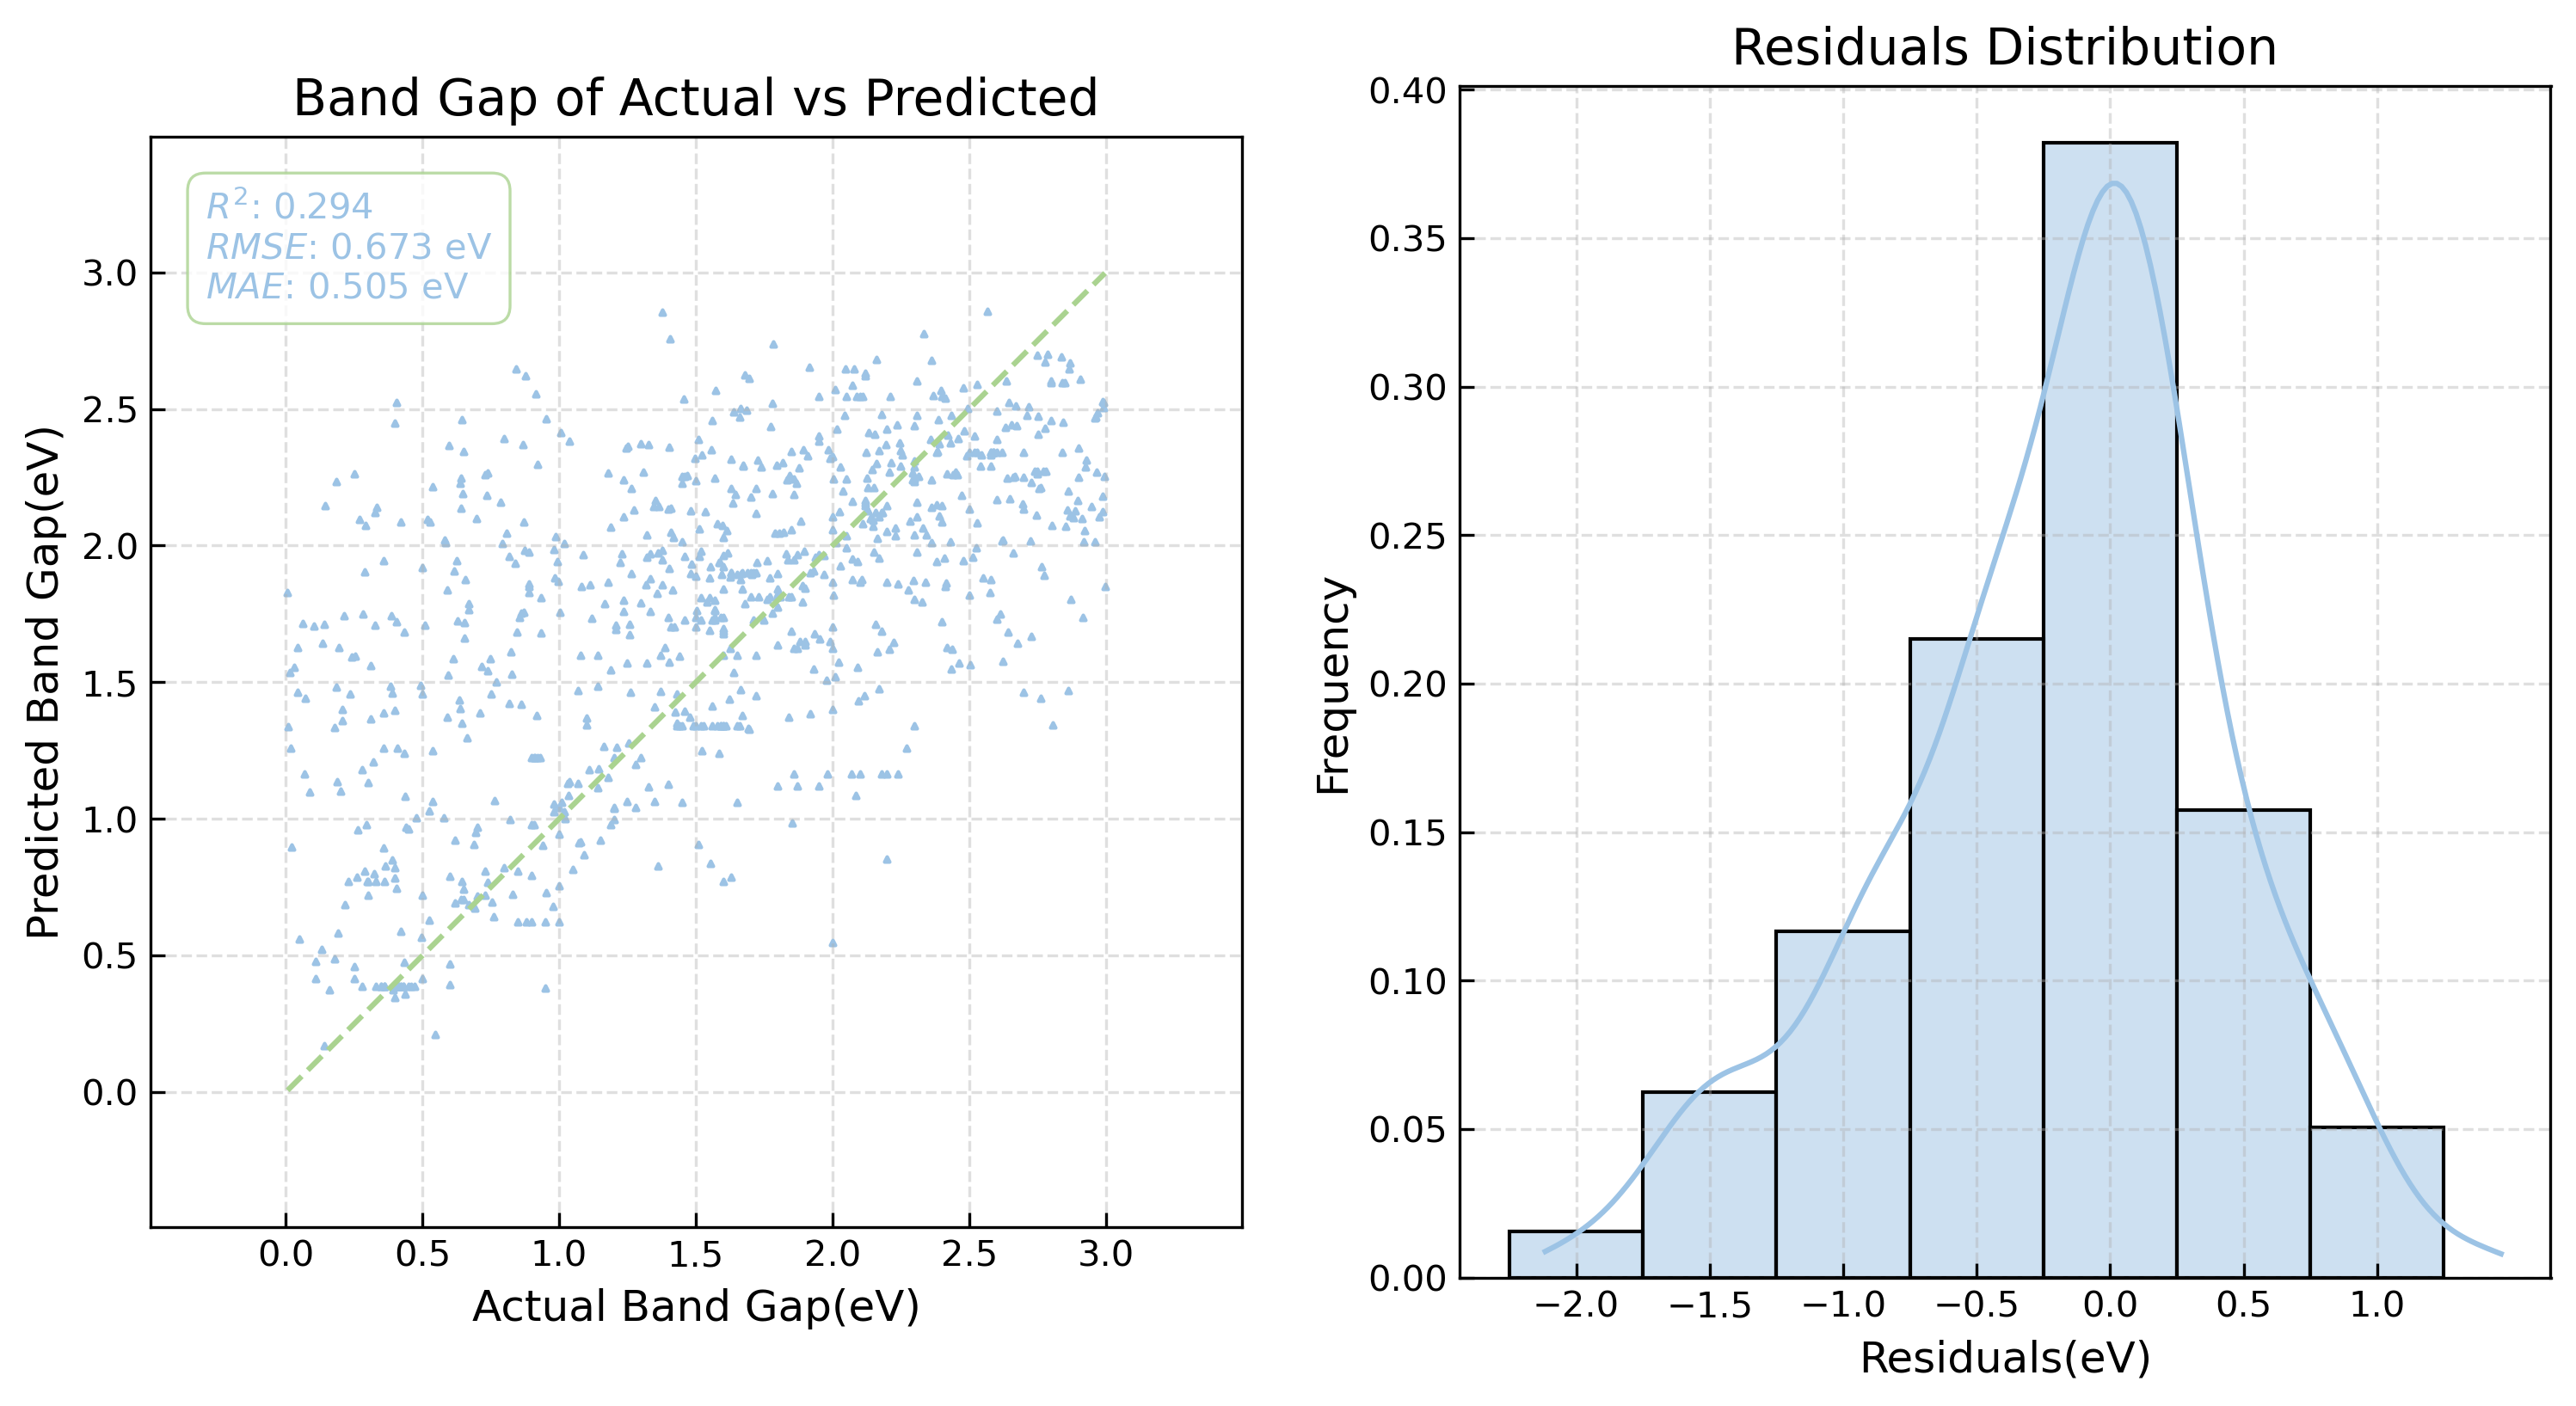 Band Gap of Actual vs Predicted
R²: 0.294
RMSE: 0.673 eV
MAE: 0.505 eV
Predicted Band Gap(eV)
3.0
2.5
2.0
1.5
1.0
0.5
0.0
0.0 0.5 1.0 1.5 2.0 2.5 3.0
Actual Band Gap(eV)
Residuals Distribution
Frequency
0.40
0.35
0.30
0.25
0.20
0.15
0.10
0.05
0.00
−2.0 −1.5 −1.0 −0.5 0.0 0.5 1.0
Residuals(eV)